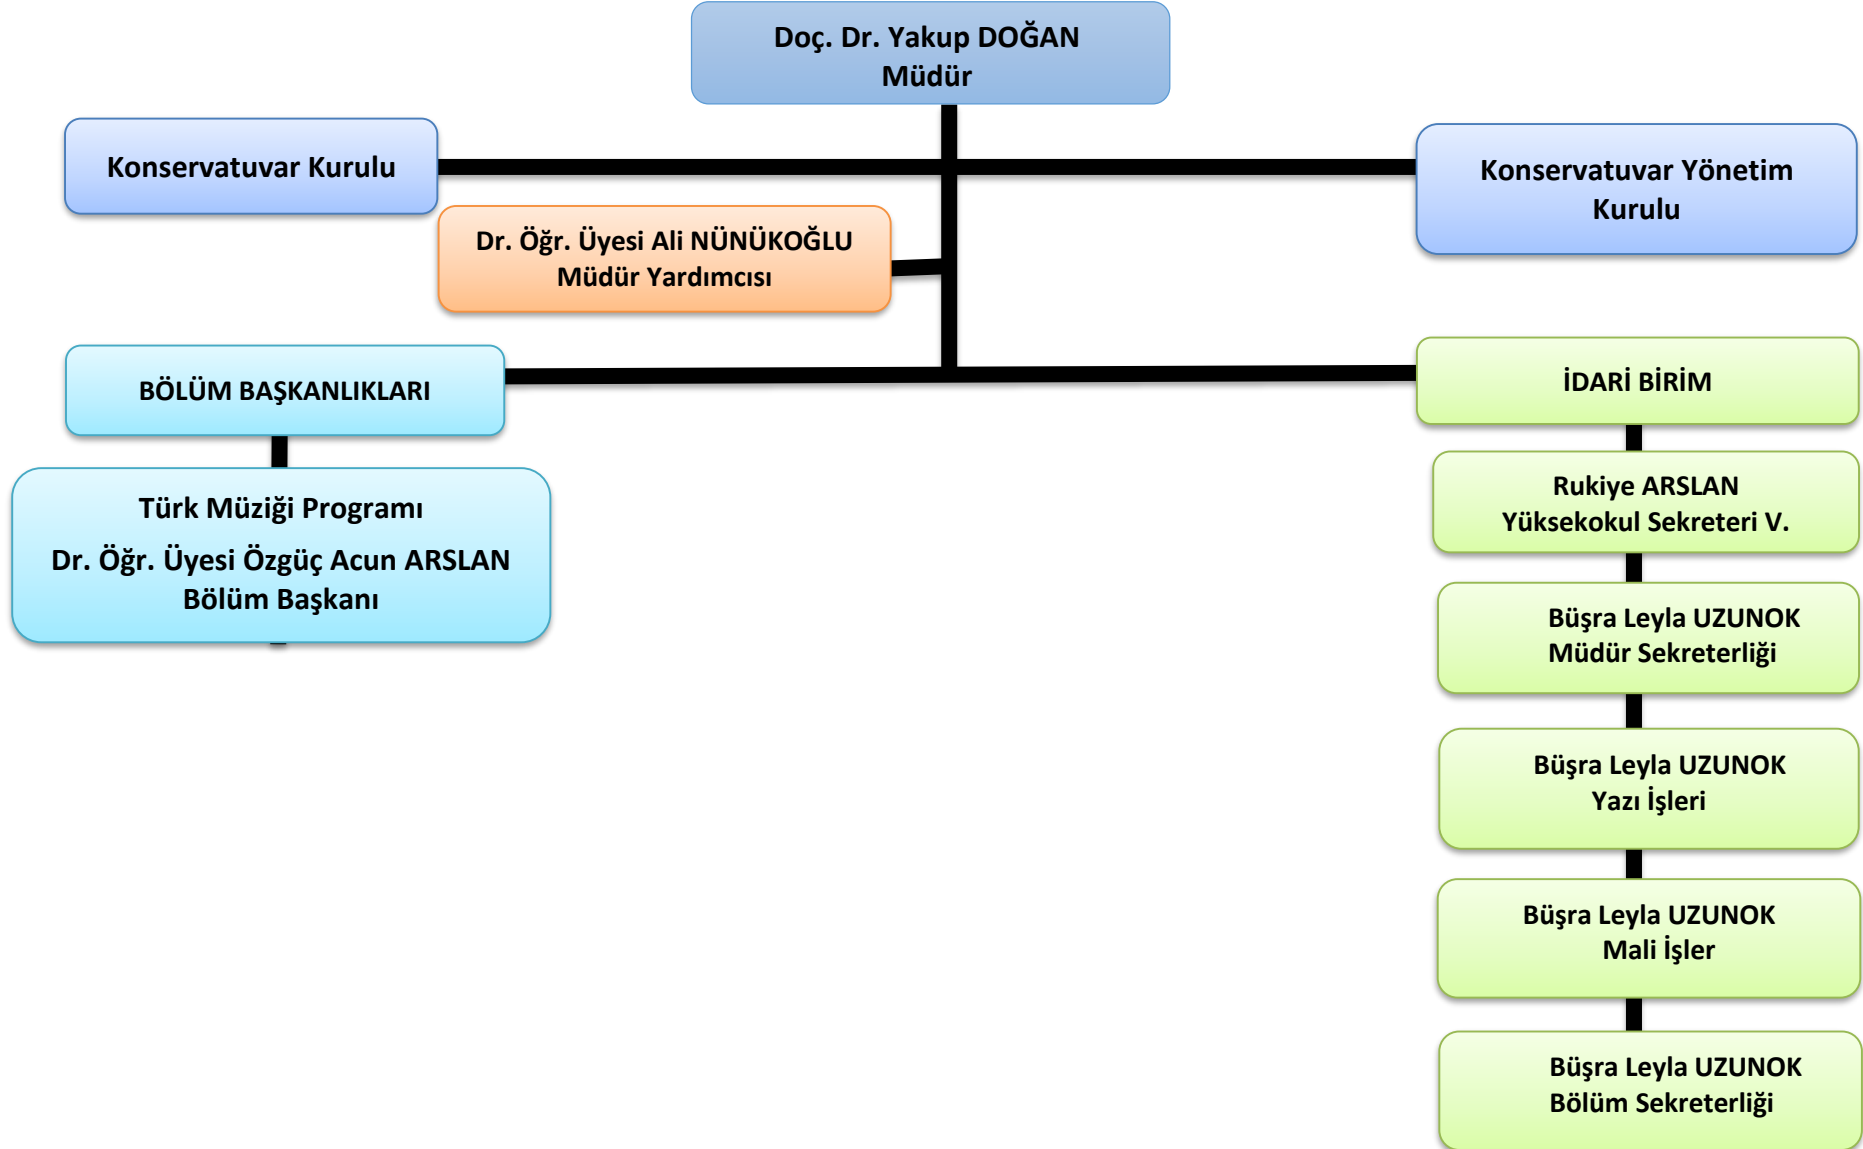 Doç. Dr. Yakup DOĞAN
Müdür
Konservatuvar Kurulu
Konservatuvar Yönetim
Kurulu
Dr. Öğr. Üyesi Ali NÜNÜKOĞLU
Müdür Yardımcısı
BÖLÜM BAŞKANLIKLARI
İDARİ BİRİM
Türk Müziği Programı
Dr. Öğr. Üyesi Özgüç Acun ARSLAN
Bölüm Başkanı
Rukiye ARSLAN
Yüksekokul Sekreteri V.
Büşra Leyla UZUNOK
Müdür Sekreterliği
Büşra Leyla UZUNOK
Yazı İşleri
Büşra Leyla UZUNOK
Mali İşler
Büşra Leyla UZUNOK
Bölüm Sekreterliği